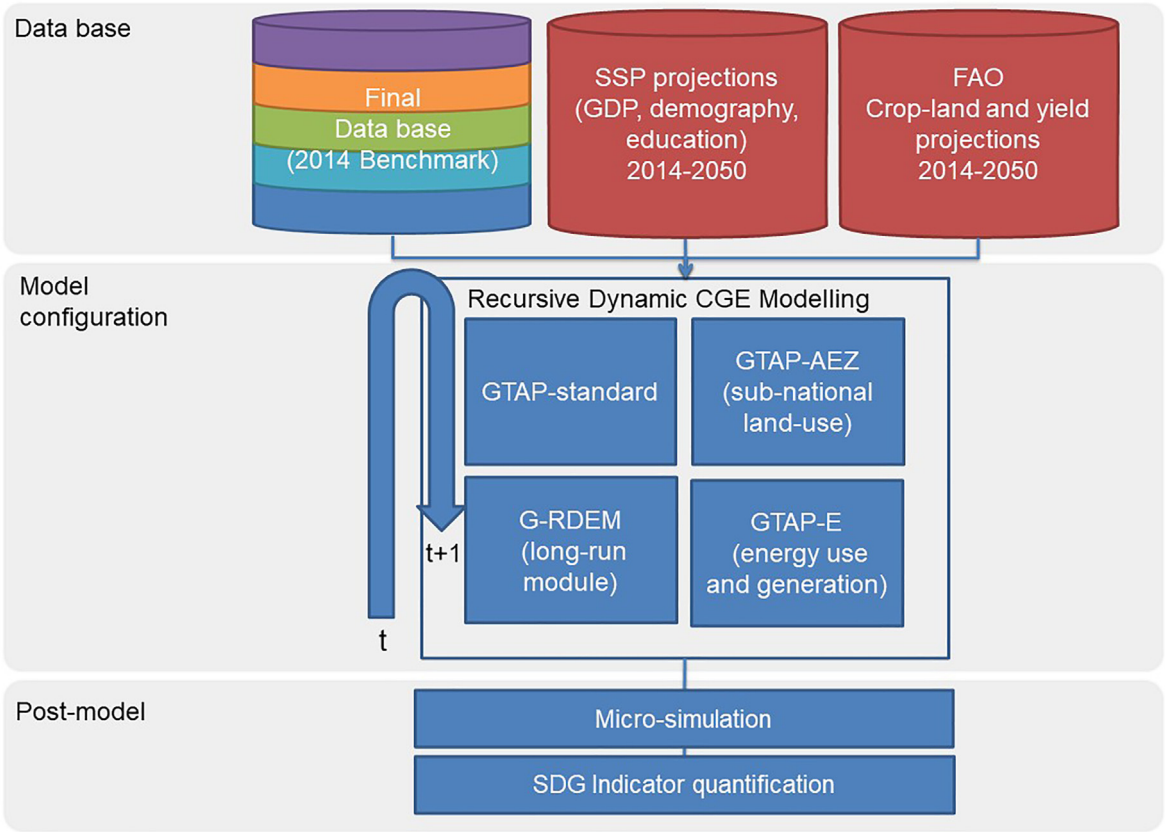 Data base
Final
Data base
(2014 Benchmark)
SSP projections
(GDP, demography,
education)
2014-2050
FAO
Crop-land and yield
projections
2014-2050
Model
configuration
Recursive Dynamic CGE Modelling
GTAP-standard
GTAP-AEZ
(sub-national
land-use)
G-RDEM
(long-run
module)
GTAP-E
(energy use
and generation)
t+1
t
Post-model
Micro-simulation
SDG Indicator quantification